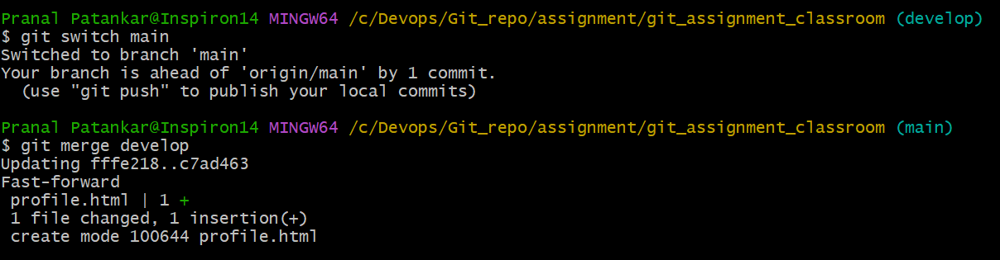 Pranal Patankar@Inspiron14 MINGW64 /c/Devops/Git_repo/assignment/git_assignment_classroom (develop)
$ git switch main
Switched to branch 'main'
Your branch is ahead of 'origin/main' by 1 commit.
  (use "git push" to publish your local commits)

Pranal Patankar@Inspiron14 MINGW64 /c/Devops/Git_repo/assignment/git_assignment_classroom (main)
$ git merge develop
Updating fffe218..c7ad463
Fast-forward
 profile.html | 1 +
 1 file changed, 1 insertion(+)
 create mode 100644 profile.html